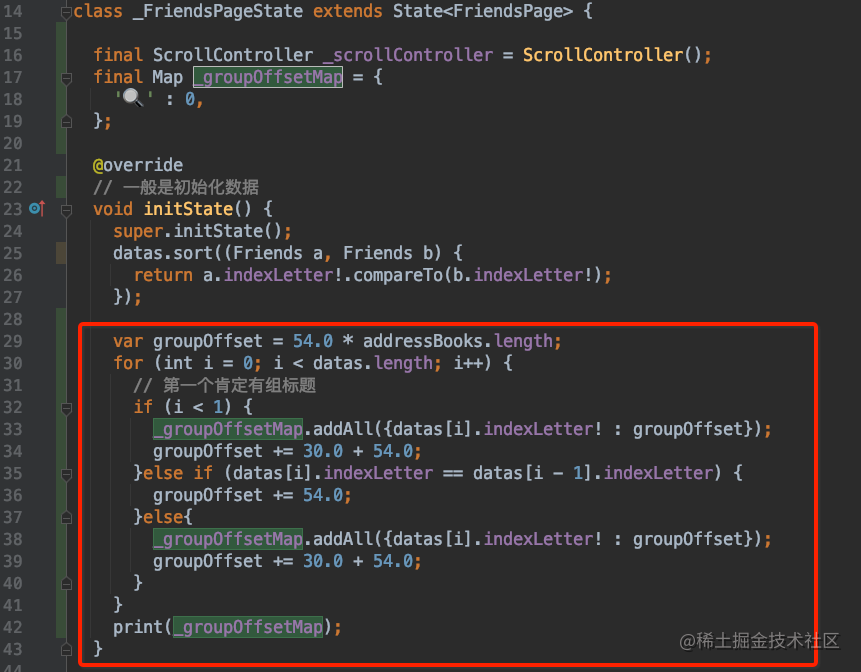 14 class _FriendsPageState extends State<FriendsPage> {
15
16 final ScrollController _scrollController = ScrollController();
17 final Map _groupOffsetMap = {
18 '🔍' : 0,
19 };
20
21 @override
22 // 一般是初始化数据
23 void initState() {
24 super.initState();
25 datas.sort((Friends a, Friends b) {
26 return a.indexLetter!.compareTo(b.indexLetter!);
27 });
28
29 var groupOffset = 54.0 * addressBooks.length;
30 for (int i = 0; i < datas.length; i++) {
31 // 第一个肯定有组标题
32 if (i < 1) {
33 _groupOffsetMap.addAll({datas[i].indexLetter! : groupOffset});
34 groupOffset += 30.0 + 54.0;
35 }else if (datas[i].indexLetter == datas[i - 1].indexLetter) {
36 groupOffset += 54.0;
37 }else{
38 _groupOffsetMap.addAll({datas[i].indexLetter! : groupOffset});
39 groupOffset += 30.0 + 54.0;
40 }
41 }
42 print(_groupOffsetMap);
43 }
@稀土掘金技术社区